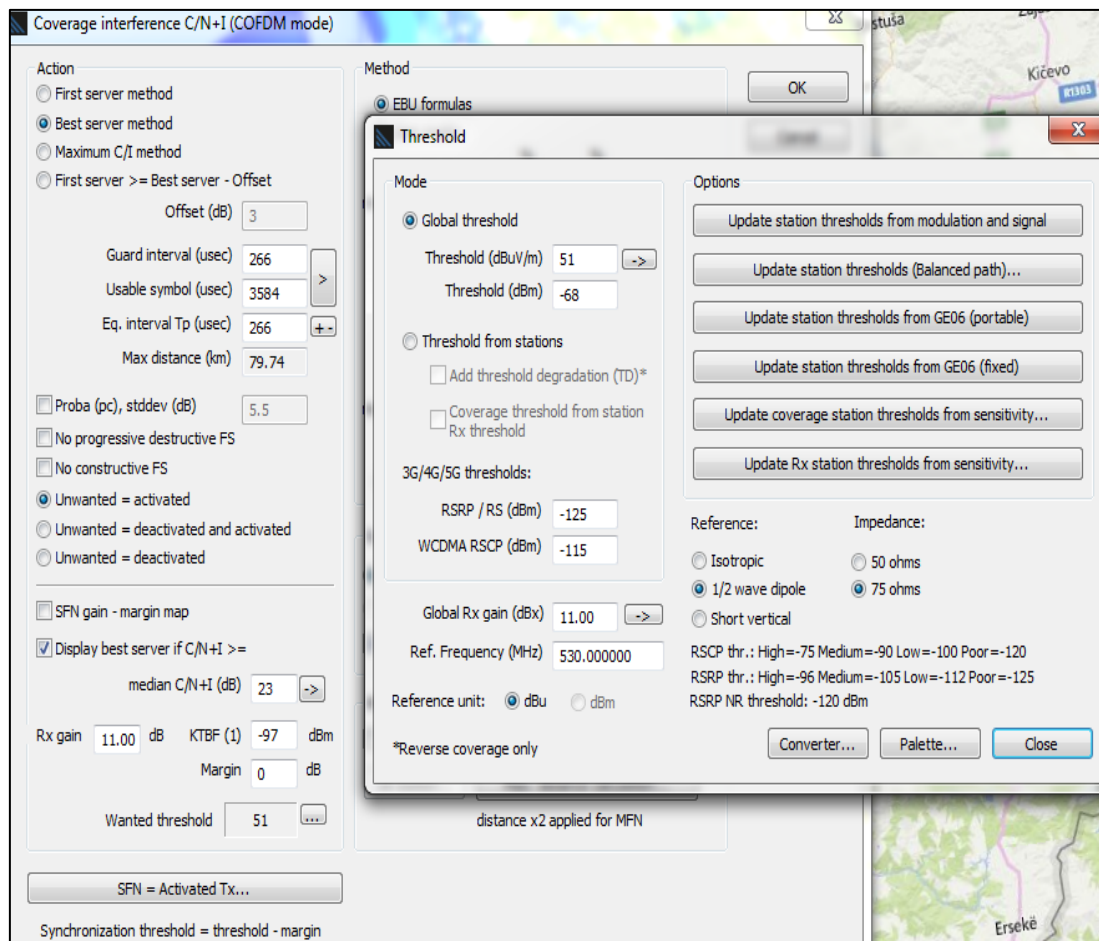 Coverage interference C/N+I (COFDM mode)
Action
First server method
Best server method
Maximum C/I method
First server >= Best server - Offset
Offset (dB) 3
Guard interval (usec) 266
>
Usable symbol (usec) 3584
Eq. interval Tp (usec) 266 + -
Max distance (km) 79.74
Proba (pc), stddev (dB) 5.5
No progressive destructive FS
No constructive FS
Unwanted = activated
Unwanted = deactivated and activated
Unwanted = deactivated
SFN gain - margin map
Display best server if C/N+I >=
median C/N+I (dB) 23 ->
Rx gain 11.00 dB KTBF (1) -97 dBm
Margin 0 dB
Wanted threshold 51 ...
SFN = Activated Tx...
Synchronization threshold = threshold - margin
Method
EBU formulas
OK
Threshold
X
Mode
Global threshold
Threshold (dBuV/m) 51 ->
Threshold (dBm) -68
Threshold from stations
Add threshold degradation (TD)*
Coverage threshold from station
Rx threshold
3G/4G/5G thresholds:
RSRP / RS (dBm) -125
WCDMA RSCP (dBm) -115
Global Rx gain (dBx) 11.00 ->
Ref. Frequency (MHz) 530.000000
Reference unit: dBu dBm
*Reverse coverage only
Options
Update station thresholds from modulation and signal
Update station thresholds (Balanced path)...
Update station thresholds from GE06 (portable)
Update station thresholds from GE06 (fixed)
Update coverage station thresholds from sensitivity...
Update Rx station thresholds from sensitivity...
Reference: Impedance:
Isotropic 50 ohms
1/2 wave dipole 75 ohms
Short vertical
RSCP thr.: High=-75 Medium=-90 Low=-100 Poor=-120
RSRP thr.: High=-96 Medium=-105 Low=-112 Poor=-125
RSRP NR threshold: -120 dBm
Converter... Palette... Close
distance x2 applied for MFN
Kičevo
R1303
Ersekë